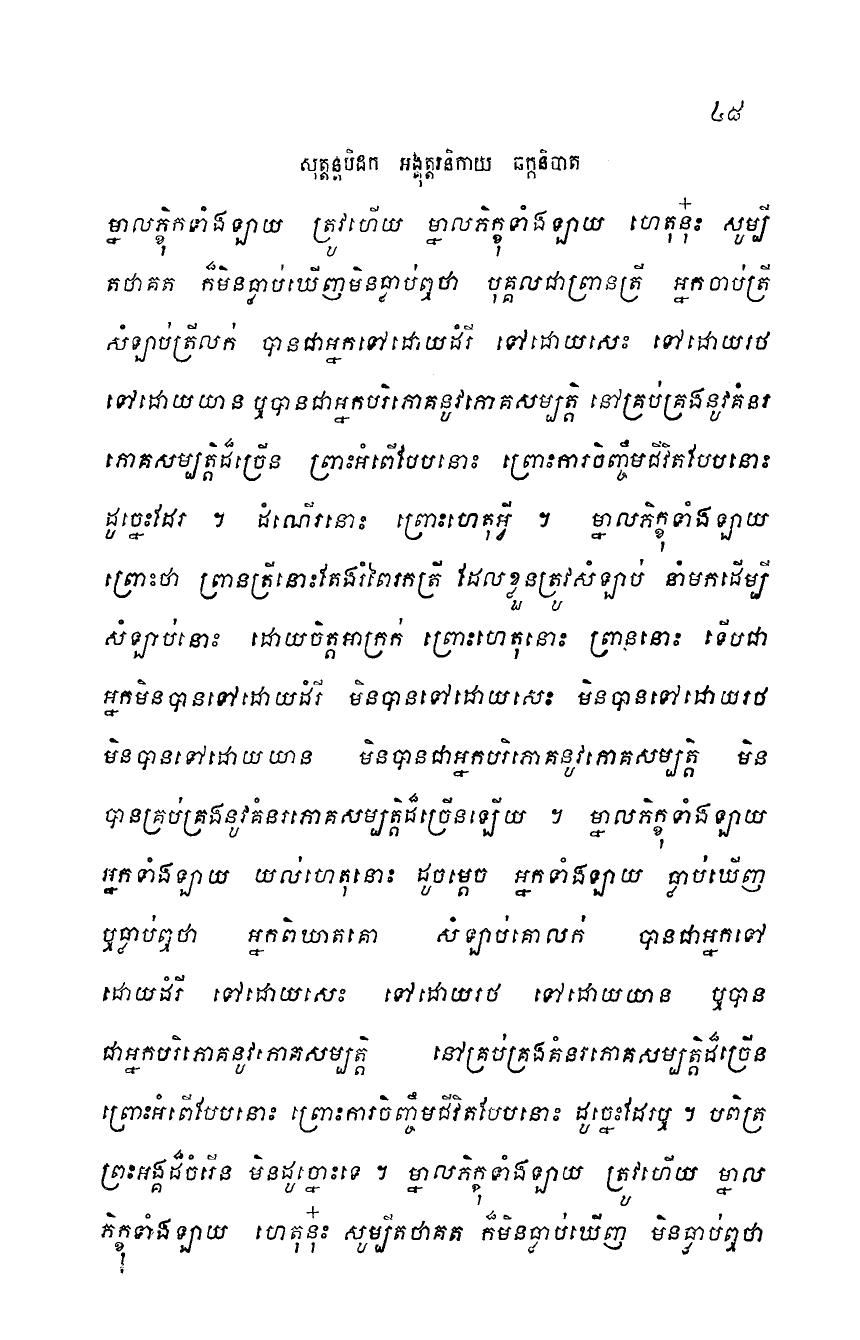 ៤៨
សុត្តន្តបិដក អង្គុត្តរនិកាយ ឆក្កនិបាត
ម្នាលភិក្ខុទាំងឡាយ ត្រូវហើយ ម្នាលភិក្ខុទាំងឡាយ ហេតុនុ៎ះ សូម្បី
តថាគត ក៏មិនធ្លាប់ឃើញមិនធ្លាប់ឮថា បុគ្គលជាព្រានត្រី អ្នកចាប់ត្រី
សំឡាប់ត្រីលក់ បានជាអ្នកទៅដោយដំរី ទៅដោយសេះ ទៅដោយរថ
ទៅដោយយាន ឬបានជាអ្នកបរិភោគនូវភោគសម្បត្តិ នៅគ្រប់គ្រងនូវគំនរ
ភោគសម្បត្តិដ៏ច្រើន ព្រោះអំពើបែបនោះ ព្រោះការចិញ្ចឹមជីវិតបែបនោះ
ដូច្នេះដែរ ។ ដំណើរនោះ ព្រោះហេតុអ្វី ។ ម្នាលភិក្ខុទាំងឡាយ
ព្រោះថា ព្រានត្រីនោះតែងរំពៃរកត្រី ដែលខ្លួនត្រូវសំឡាប់ នាំមកដើម្បី
សំឡាប់នោះ ដោយចិត្តអាក្រក់ ព្រោះហេតុនោះ ព្រាននោះ ទើបជា
អ្នកមិនបានទៅដោយដំរី មិនបានទៅដោយសេះ មិនបានទៅដោយរថ
មិនបានទៅដោយយាន មិនបានជាអ្នកបរិភោគនូវភោគសម្បត្តិ មិន
បានគ្រប់គ្រងនូវគំនរភោគសម្បត្តិដ៏ច្រើនឡើយ ។ ម្នាលភិក្ខុទាំងឡាយ
អ្នកទាំងឡាយ យល់ហេតុនោះ ដូចម្តេច អ្នកទាំងឡាយ ធ្លាប់ឃើញ
ឬធ្លាប់ឮថា អ្នកពិឃាតគោ សំឡាប់គោលក់ បានជាអ្នកទៅ
ដោយដំរី ទៅដោយសេះ ទៅដោយរថ ទៅដោយយាន ឬបាន
ជាអ្នកបរិភោគនូវភោគសម្បត្តិ នៅគ្រប់គ្រងគំនរភោគសម្បត្តិដ៏ច្រើន
ព្រោះអំពើបែបនោះ ព្រោះការចិញ្ចឹមជីវិតបែបនោះ ដូច្នេះដែរឬ ។ បពិត្រ
ព្រះអង្គដ៏ចំរើន មិនដូច្នោះទេ ។ ម្នាលភិក្ខុទាំងឡាយ ត្រូវហើយ ម្នាល
ភិក្ខុទាំងឡាយ ហេតុនុ៎ះ សូម្បីតថាគត ក៏មិនធ្លាប់ឃើញ មិនធ្លាប់ឮថា